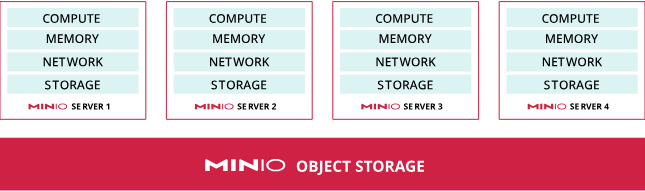 COMPUTE
MEMORY
NETWORK
STORAGE
MINIO SERVER 1
COMPUTE
MEMORY
NETWORK
STORAGE
MINIO SERVER 2
COMPUTE
MEMORY
NETWORK
STORAGE
MINIO SERVER 3
COMPUTE
MEMORY
NETWORK
STORAGE
MINIO SERVER 4
MINIO OBJECT STORAGE